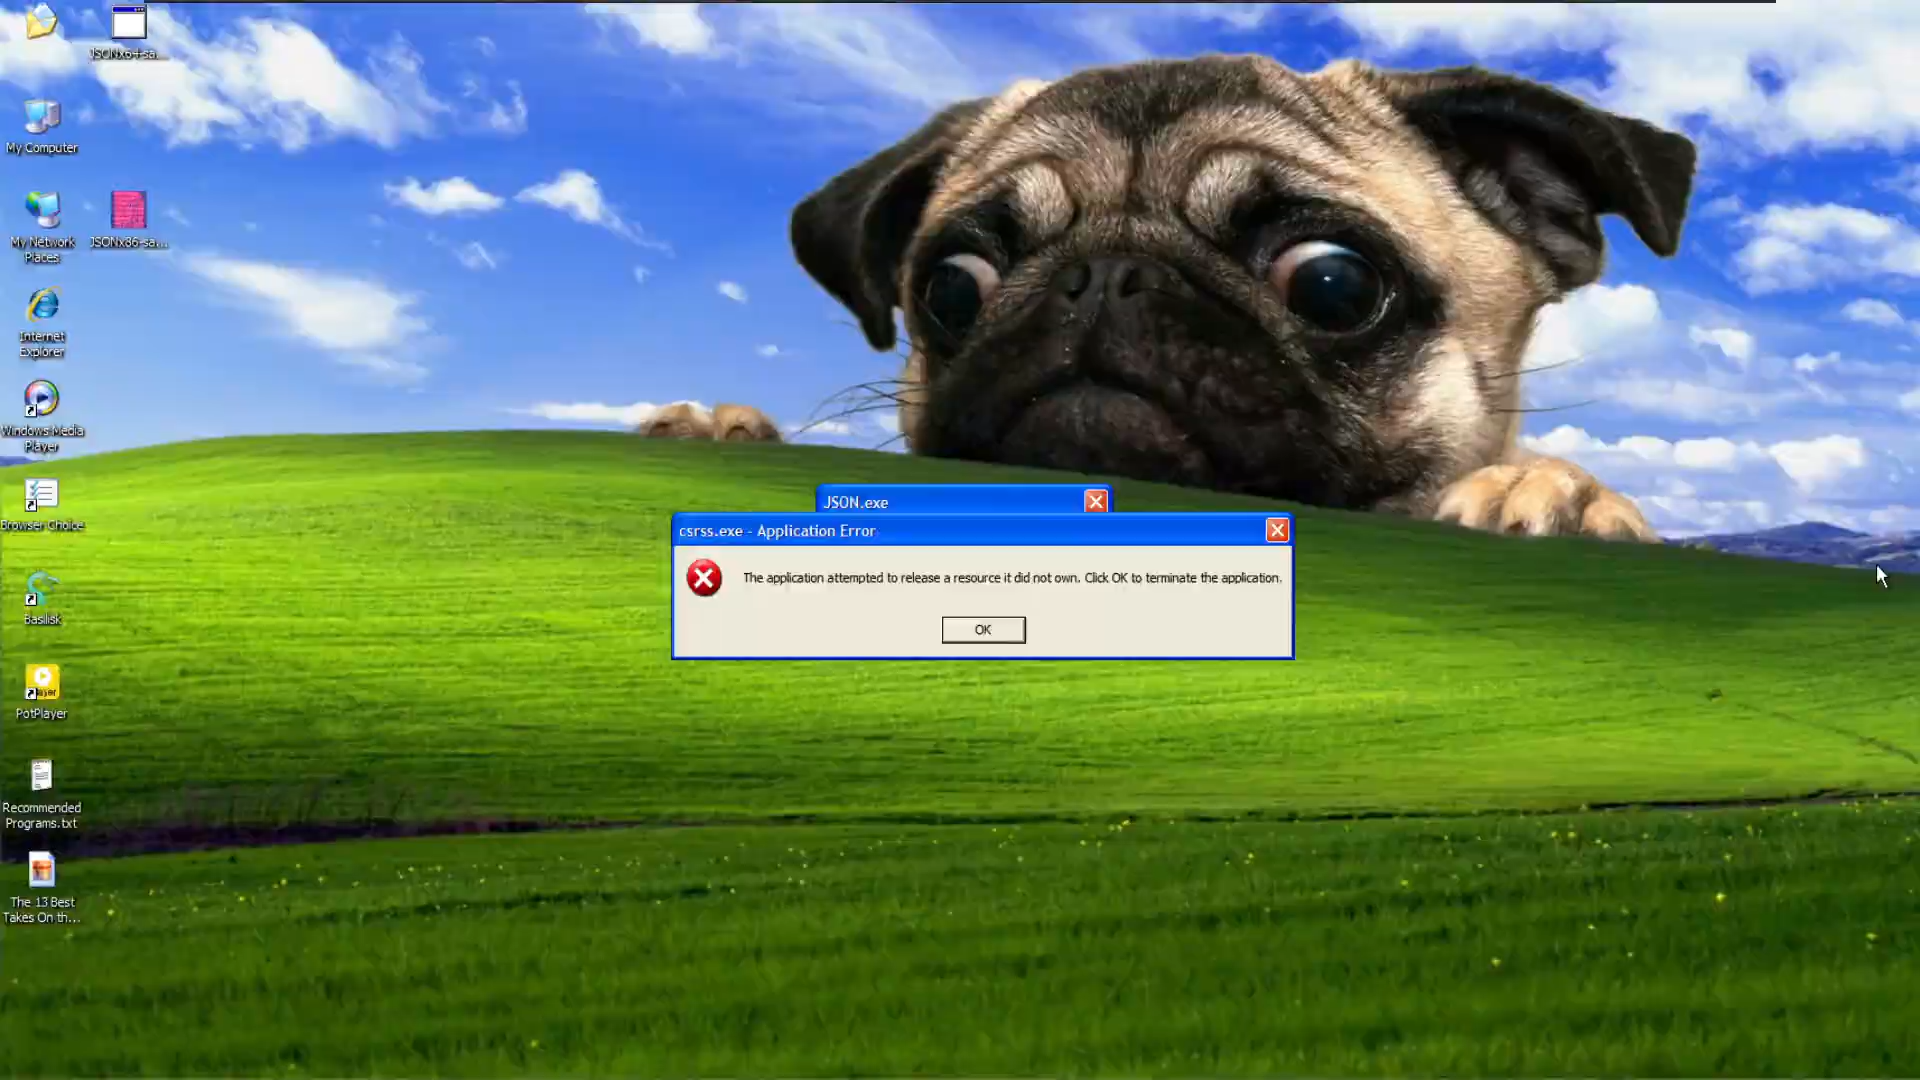 JSONx64-sa...
My Computer
My Network
Places
JSONx86-sa...
Internet
Explorer
Windows Media
Player
Browser Choice
Basilisk
PotPlayer
Recommended
Programs.txt
The 13 Best
Takes On th...
JSON.exe
csrss.exe - Application Error
The application attempted to release a resource it did not own. Click OK to terminate the application.
OK